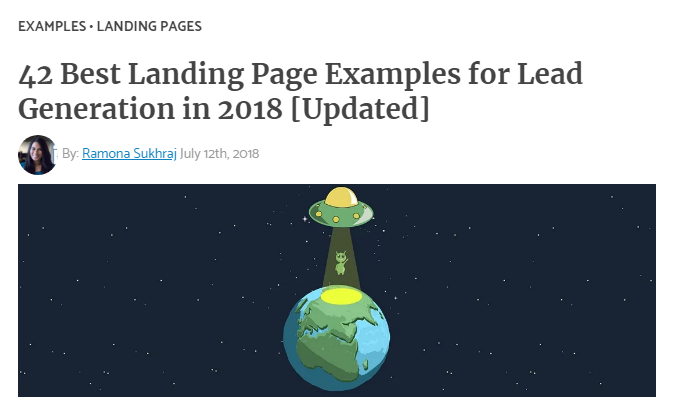 EXAMPLES • LANDING PAGES
42 Best Landing Page Examples for Lead
Generation in 2018 [Updated]
By: Ramona Sukhraj July 12th, 2018